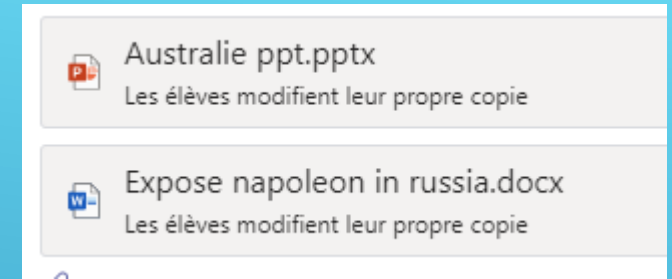 Australie ppt.pptx
Les élèves modifient leur propre copie
Expose napoleon in russia.docx
Les élèves modifient leur propre copie